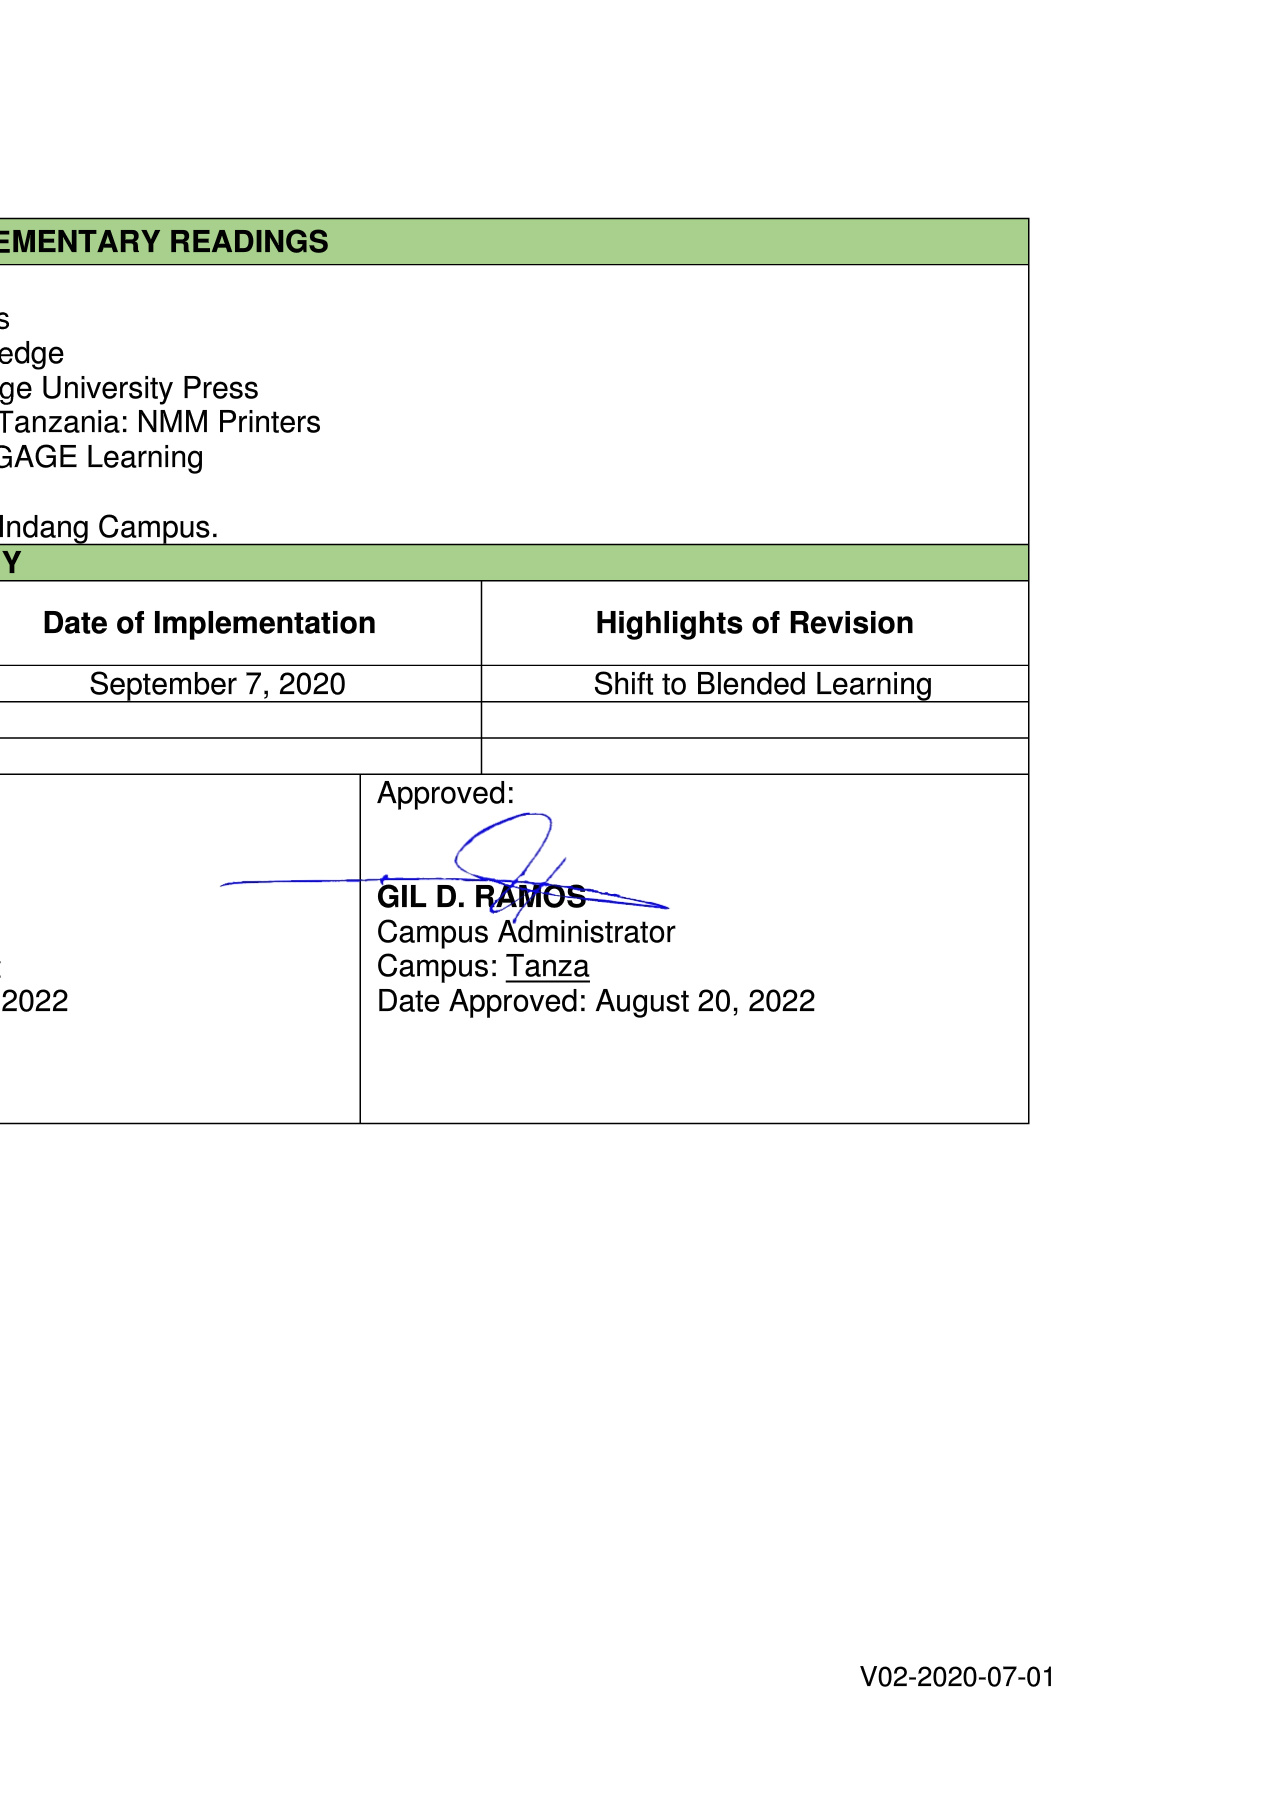 EMENTARY READINGS
s
edge
ge University Press
Tanzania: NMM Printers
GAGE Learning
Indang Campus.
Y
Date of Implementation
Highlights of Revision
September 7, 2020
Shift to Blended Learning
Approved:
GIL D. RAMOS
Campus Administrator
Campus: Tanza
2022
Date Approved: August 20, 2022
V02-2020-07-01